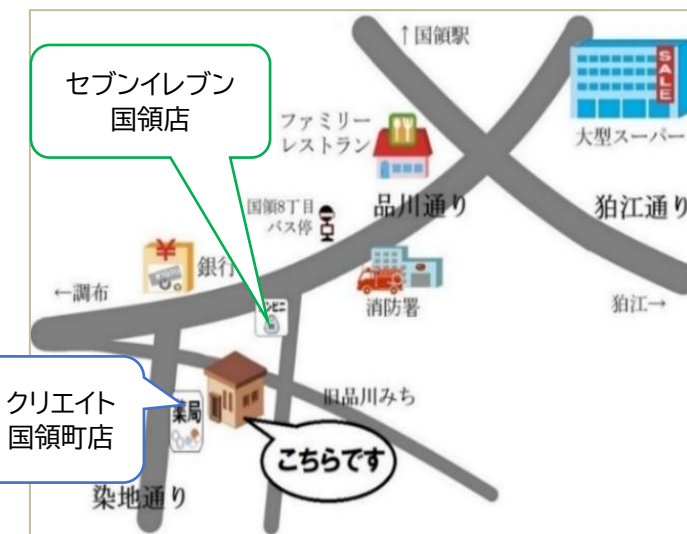 ↑国領駅
セブンイレブン
国領店
SALE
ファミリー
レストラン
大型スーパー
国領8丁目
バス停
品川通り
狛江通り
¥
銀行
←調布
消防署
狛江→
クリエイト
国領町店
薬局
旧品川みち
こちらです
染地通り